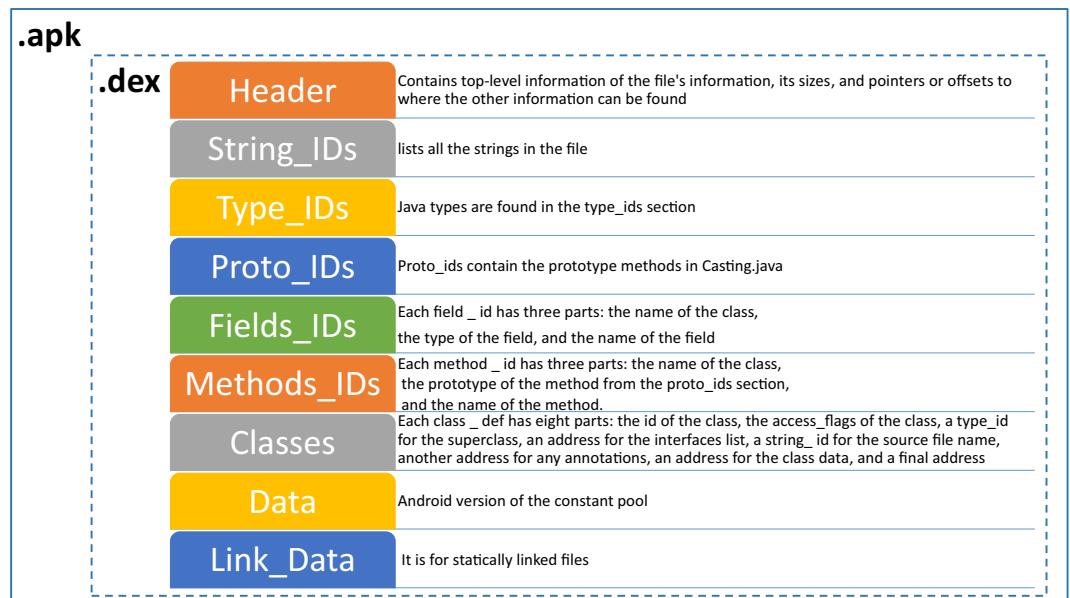 .apk
.dex
Header
Contains top-level information of the file's information, its sizes, and pointers or offsets to
where the other information can be found
String_IDs
lists all the strings in the file
Type_IDs
Java types are found in the type_ids section
Proto_IDs
Proto_ids contain the prototype methods in Casting.java
Fields_IDs
Each field _ id has three parts: the name of the class,
the type of the field, and the name of the field
Methods_IDs
Each method _ id has three parts: the name of the class,
the prototype of the method from the proto_ids section,
and the name of the method.
Classes
Each class _ def has eight parts: the id of the class, the access_flags of the class, a type_id
for the superclass, an address for the interfaces list, a string_ id for the source file name,
another address for any annotations, an address for the class data, and a final address
Data
Android version of the constant pool
Link_Data
It is for statically linked files